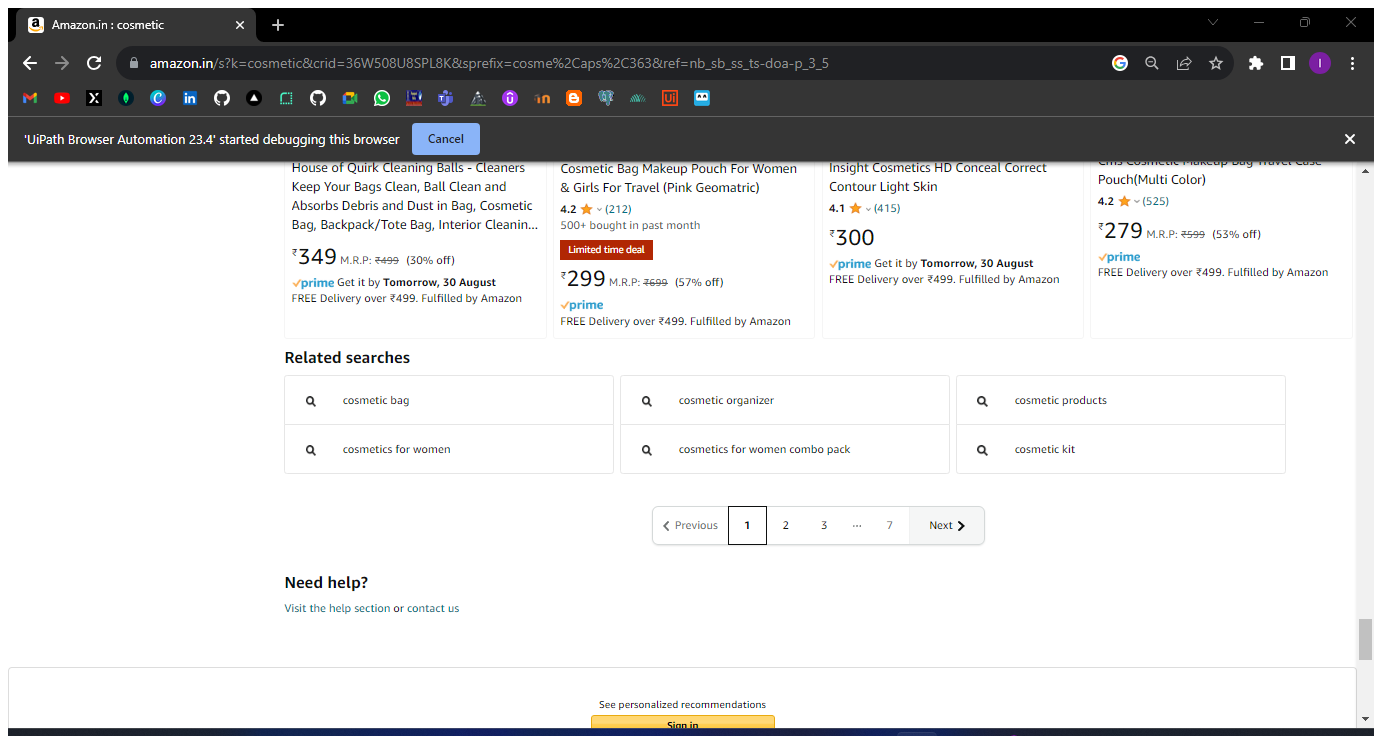 Amazon.in : cosmetic
amazon.in/s?k=cosmetic&crid=36W508U8SPL8K&sprefix=cosme%2Caps%2C363&ref=nb_sb_ss_ts-doa-p_3_5
'UiPath Browser Automation 23.4' started debugging this browser
Cancel
House of Quirk Cleaning Balls - Cleaners
Keep Your Bags Clean, Ball Clean and
Absorbs Debris and Dust in Bag, Cosmetic
Bag, Backpack/Tote Bag, Interior Cleanin...
₹349 M.R.P: ₹499 (30% off)
prime Get it by Tomorrow, 30 August
FREE Delivery over ₹499. Fulfilled by Amazon
Cosmetic Bag Makeup Pouch For Women
& Girls For Travel (Pink Geomatric)
4.2 (212)
500+ bought in past month
Limited time deal
₹299 M.R.P: ₹699 (57% off)
prime
FREE Delivery over ₹499. Fulfilled by Amazon
Insight Cosmetics HD Conceal Correct
Contour Light Skin
4.1 (415)
₹300
prime Get it by Tomorrow, 30 August
FREE Delivery over ₹499. Fulfilled by Amazon
Cosmetic Makeup Bag Travel Case
Pouch(Multi Color)
4.2 (525)
₹279 M.R.P: ₹599 (53% off)
prime
FREE Delivery over ₹499. Fulfilled by Amazon
Related searches
cosmetic bag
cosmetic organizer
cosmetic products
cosmetics for women
cosmetics for women combo pack
cosmetic kit
Previous 1 2 3 ... 7 Next
Need help?
Visit the help section or contact us
See personalized recommendations
Sign in